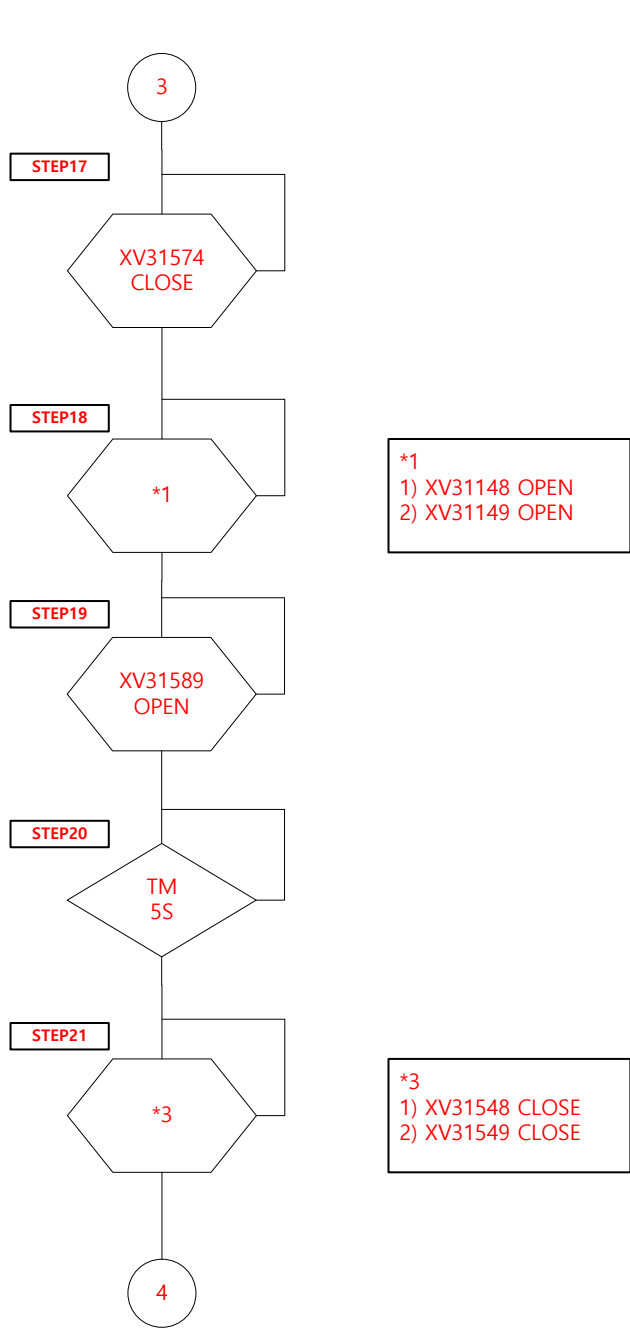 3
STEP17
XV31574
CLOSE
STEP18
*1
*1
1) XV31148 OPEN
2) XV31149 OPEN
STEP19
XV31589
OPEN
STEP20
TM
5S
STEP21
*3
*3
1) XV31548 CLOSE
2) XV31549 CLOSE
4